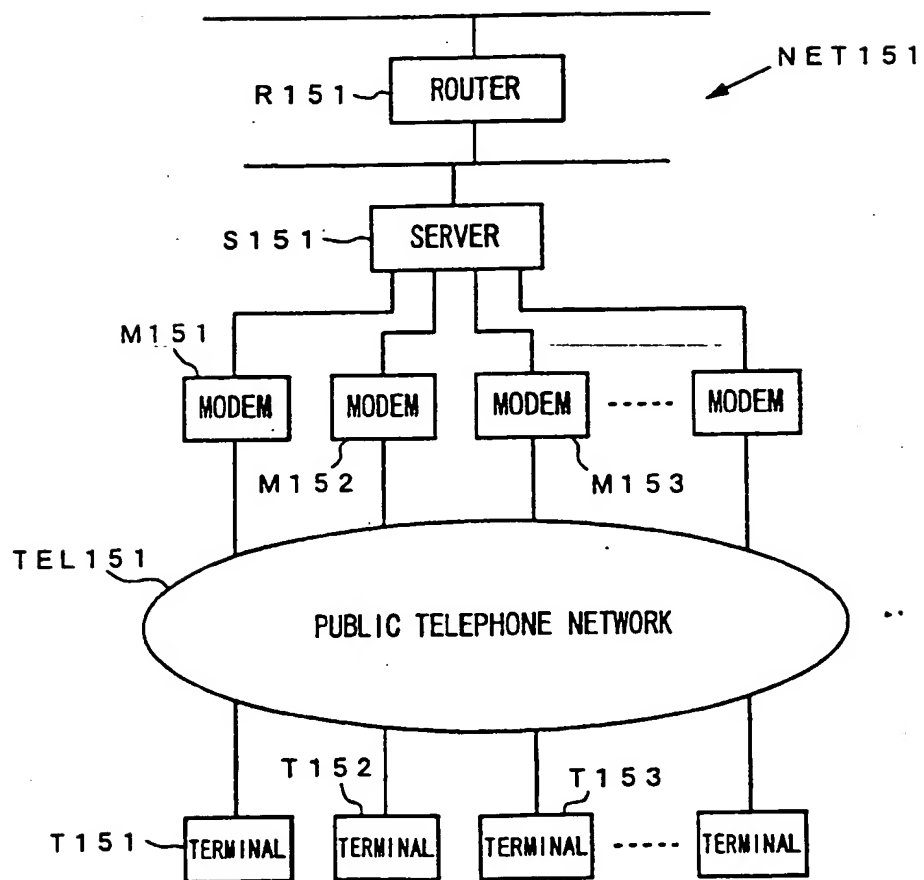 NET151
R151
ROUTER
S151
SERVER
M151
MODEM MODEM MODEM ----- MODEM
M152 M153
TEL151
PUBLIC TELEPHONE NETWORK
T152 T153
T151
TERMINAL TERMINAL TERMINAL ----- TERMINAL